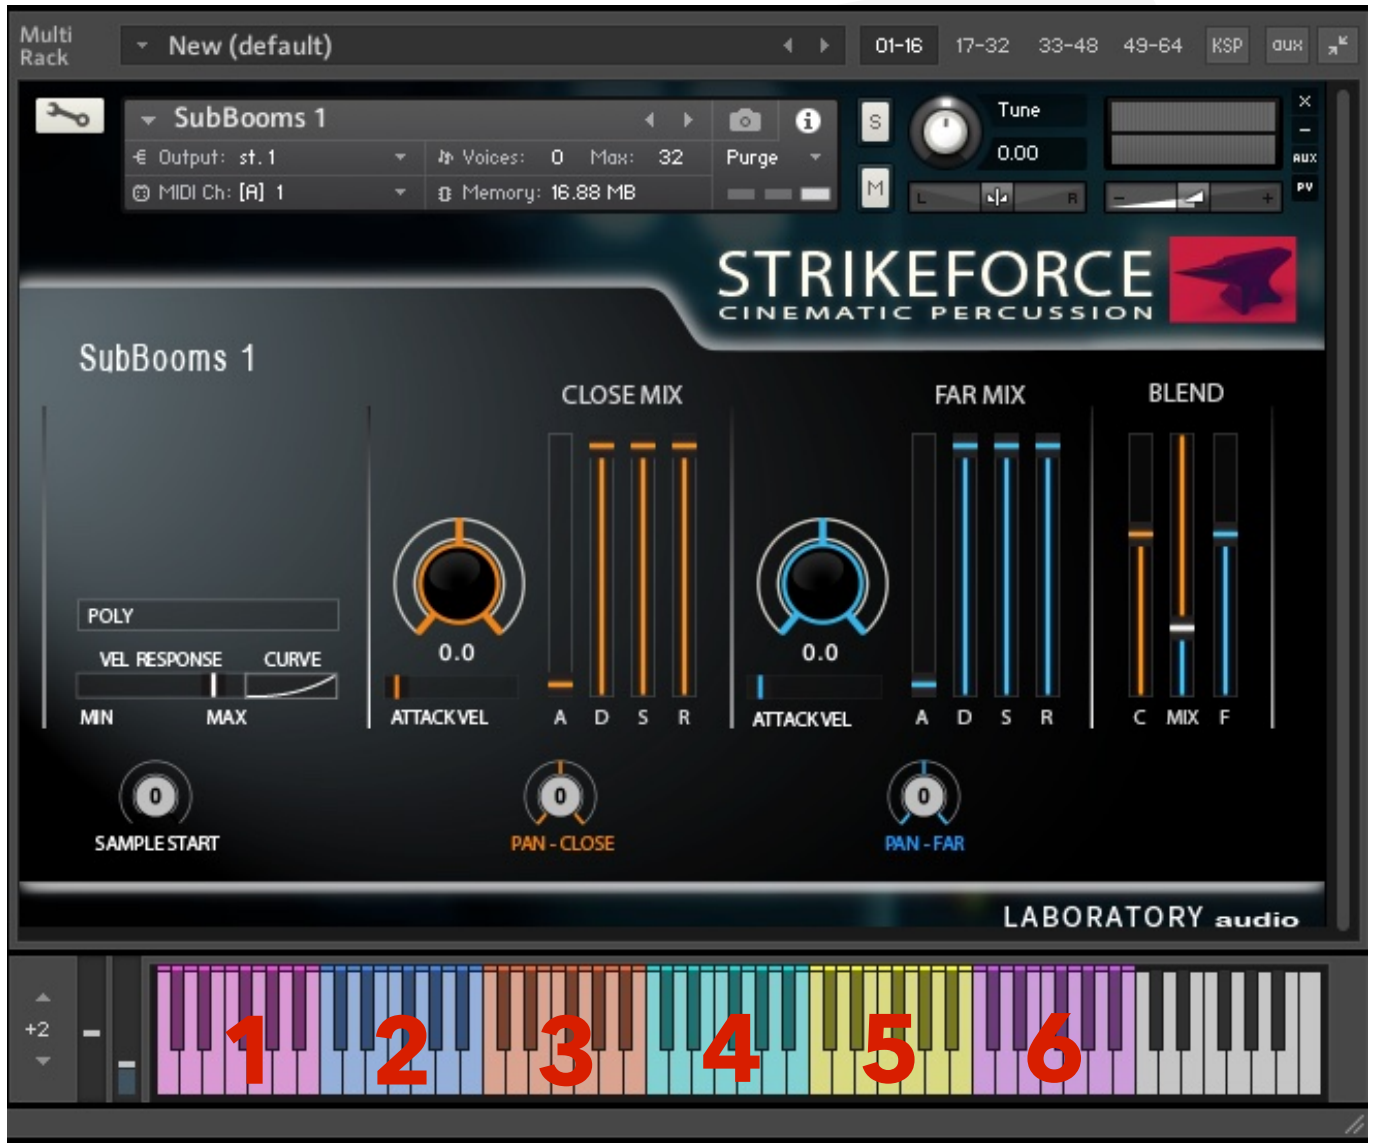 Multi
Rack
New (default)
01-16 17-32 33-48 49-64 KSP aux
SubBooms 1
i
Output: st.1
Voices: 0 Max: 32
Purge
MIDI Ch: [A] 1
Memory: 16.88 MB
S
M
Tune
0.00
L R
- +
X
-
AUX
PV
STRIKEFORCE
CINEMATIC PERCUSSION
SubBooms 1
CLOSE MIX
FAR MIX
BLEND
POLY
VEL RESPONSE CURVE
MIN MAX
0.0
ATTACK VEL
A D S R
0.0
ATTACK VEL
A D S R
C MIX F
0
SAMPLE START
0
PAN - CLOSE
0
PAN - FAR
LABORATORY audio
+2
1 2 3 4 5 6